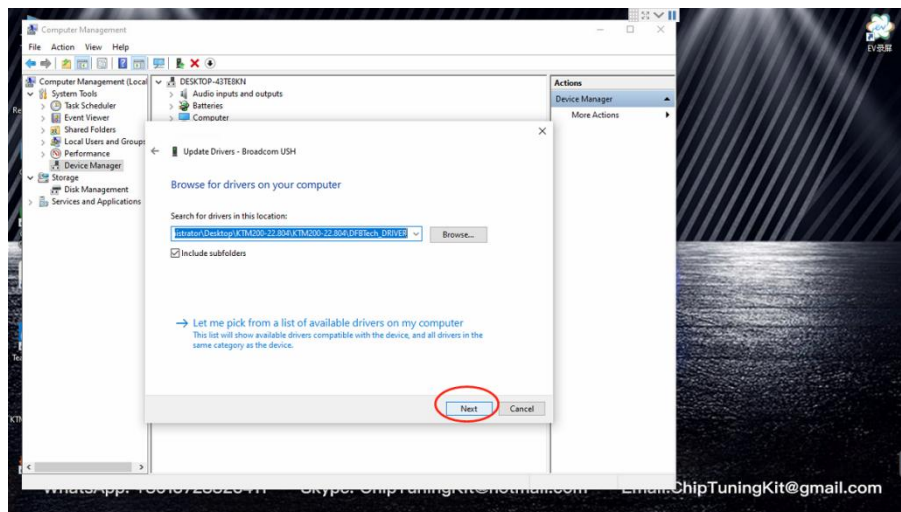 Computer Management
File Action View Help
EV录屏
Computer Management (Local
System Tools
Task Scheduler
Event Viewer
Shared Folders
Local Users and Groups
Performance
Device Manager
Storage
Disk Management
Services and Applications
DESKTOP-43TEBKN
Audio inputs and outputs
Batteries
Computer
Actions
Device Manager
More Actions
Update Drivers - Broadcom USH
Browse for drivers on your computer
Search for drivers in this location:
istrator\Desktop\KTM200-22.804\KTM200-22.804\DFBTech_DRIVER
Browse...
Include subfolders
Let me pick from a list of available drivers on my computer
This list will show available drivers compatible with the device, and all drivers in the
same category as the device.
Next Cancel
ChipTuningKit@gmail.com